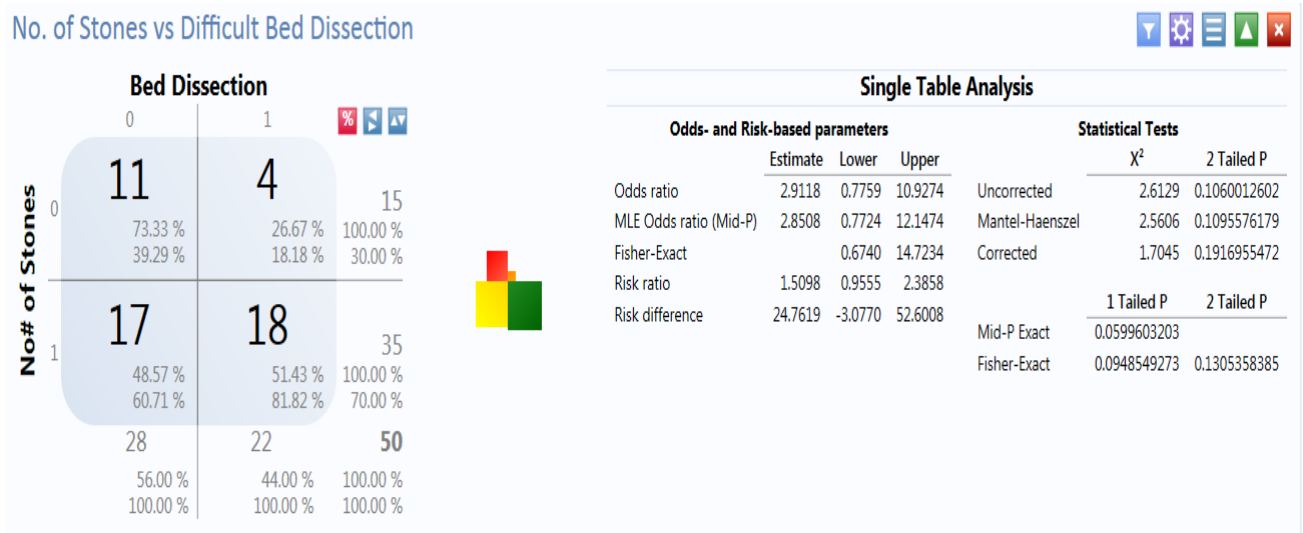 No. of Stones vs Difficult Bed Dissection
Bed Dissection
0 1 %
No# of Stones
0
11 4 15
73.33 % 26.67 % 100.00 %
39.29 % 18.18 % 30.00 %
1
17 18 35
48.57 % 51.43 % 100.00 %
60.71 % 81.82 % 70.00 %
28 22 50
56.00 % 44.00 % 100.00 %
100.00 % 100.00 % 100.00 %
Single Table Analysis
Odds- and Risk-based parameters
Estimate Lower Upper
Odds ratio 2.9118 0.7759 10.9274
MLE Odds ratio (Mid-P) 2.8508 0.7724 12.1474
Fisher-Exact 0.6740 14.7234
Risk ratio 1.5098 0.9555 2.3858
Risk difference 24.7619 -3.0770 52.6008
Statistical Tests
X² 2 Tailed P
Uncorrected 2.6129 0.1060012602
Mantel-Haenszel 2.5606 0.1095576179
Corrected 1.7045 0.1916955472
1 Tailed P 2 Tailed P
Mid-P Exact 0.0599603203
Fisher-Exact 0.0948549273 0.1305358385